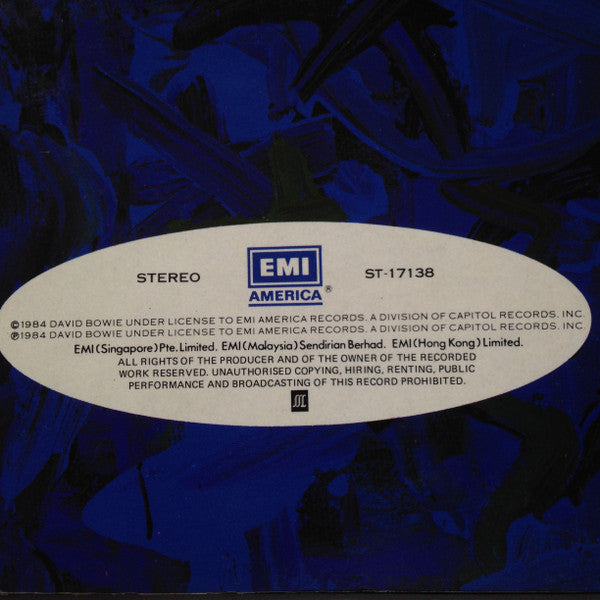 STEREO
EMI
AMERICA®
ST-17138
©1984 DAVID BOWIE UNDER LICENSE TO EMI AMERICA RECORDS. A DIVISION OF CAPITOL RECORDS. INC.
℗1984 DAVID BOWIE UNDER LICENSE TO EMI AMERICA RECORDS. A DIVISION OF CAPITOL RECORDS. INC.
EMI (Singapore) Pte. Limited. EMI (Malaysia) Sendirian Berhad. EMI (Hong Kong) Limited.
ALL RIGHTS OF THE PRODUCER AND OF THE OWNER OF THE RECORDED
WORK RESERVED. UNAUTHORISED COPYING, HIRING, RENTING, PUBLIC
PERFORMANCE AND BROADCASTING OF THIS RECORD PROHIBITED.